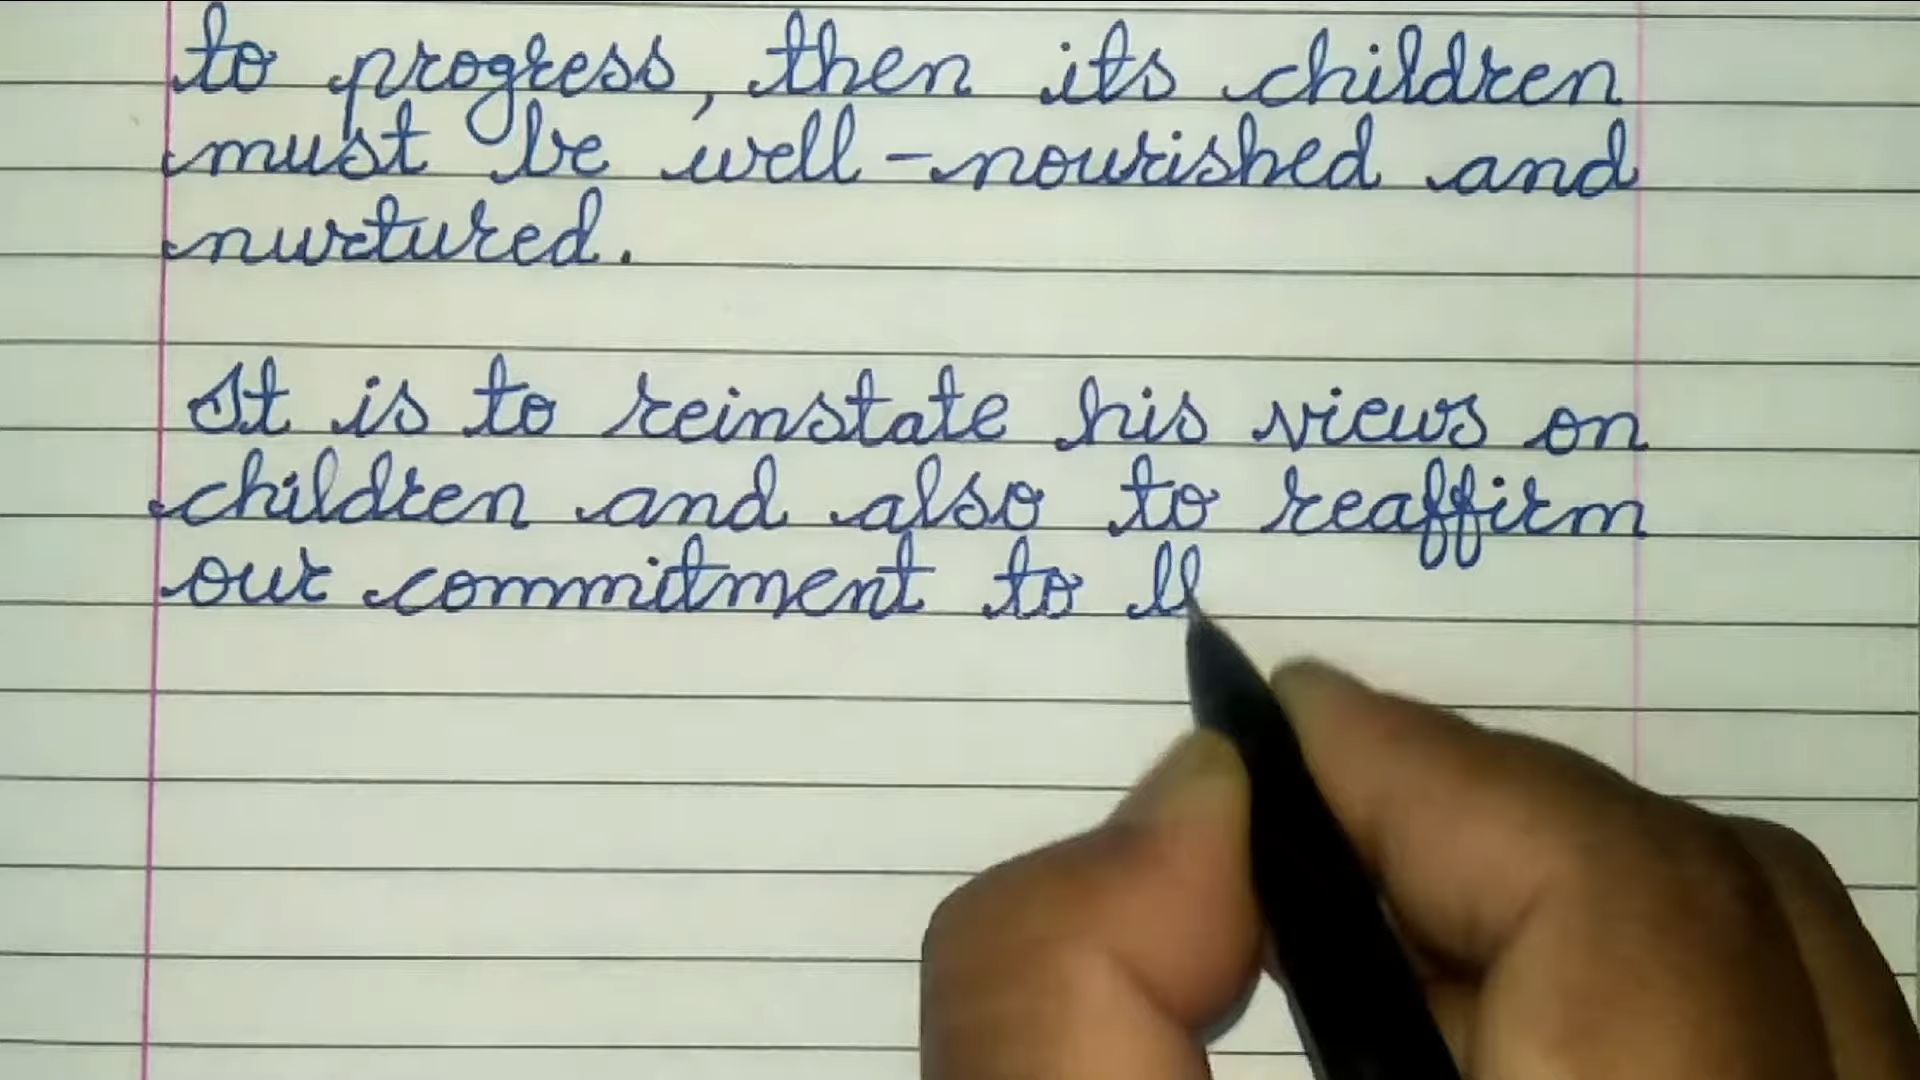 to progress, then its children
must be well-nourished and
nurtured.
It is to reinstate his views on
children and also to reaffirm
our commitment to